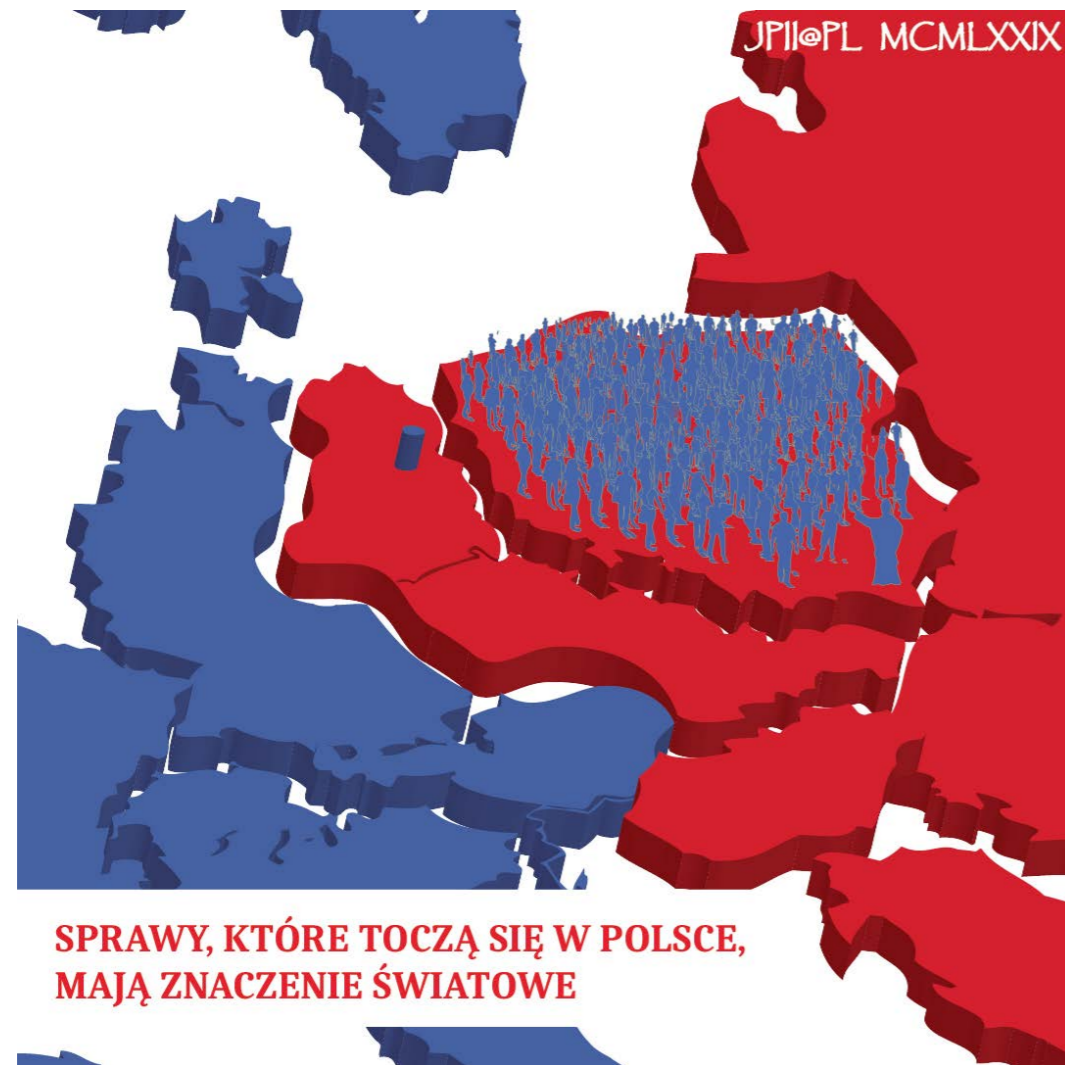 JPII@PL MCMLXXIX
SPRAWY, KTÓRE TOCZĄ SIĘ W POLSCE,
MAJĄ ZNACZENIE ŚWIATOWE